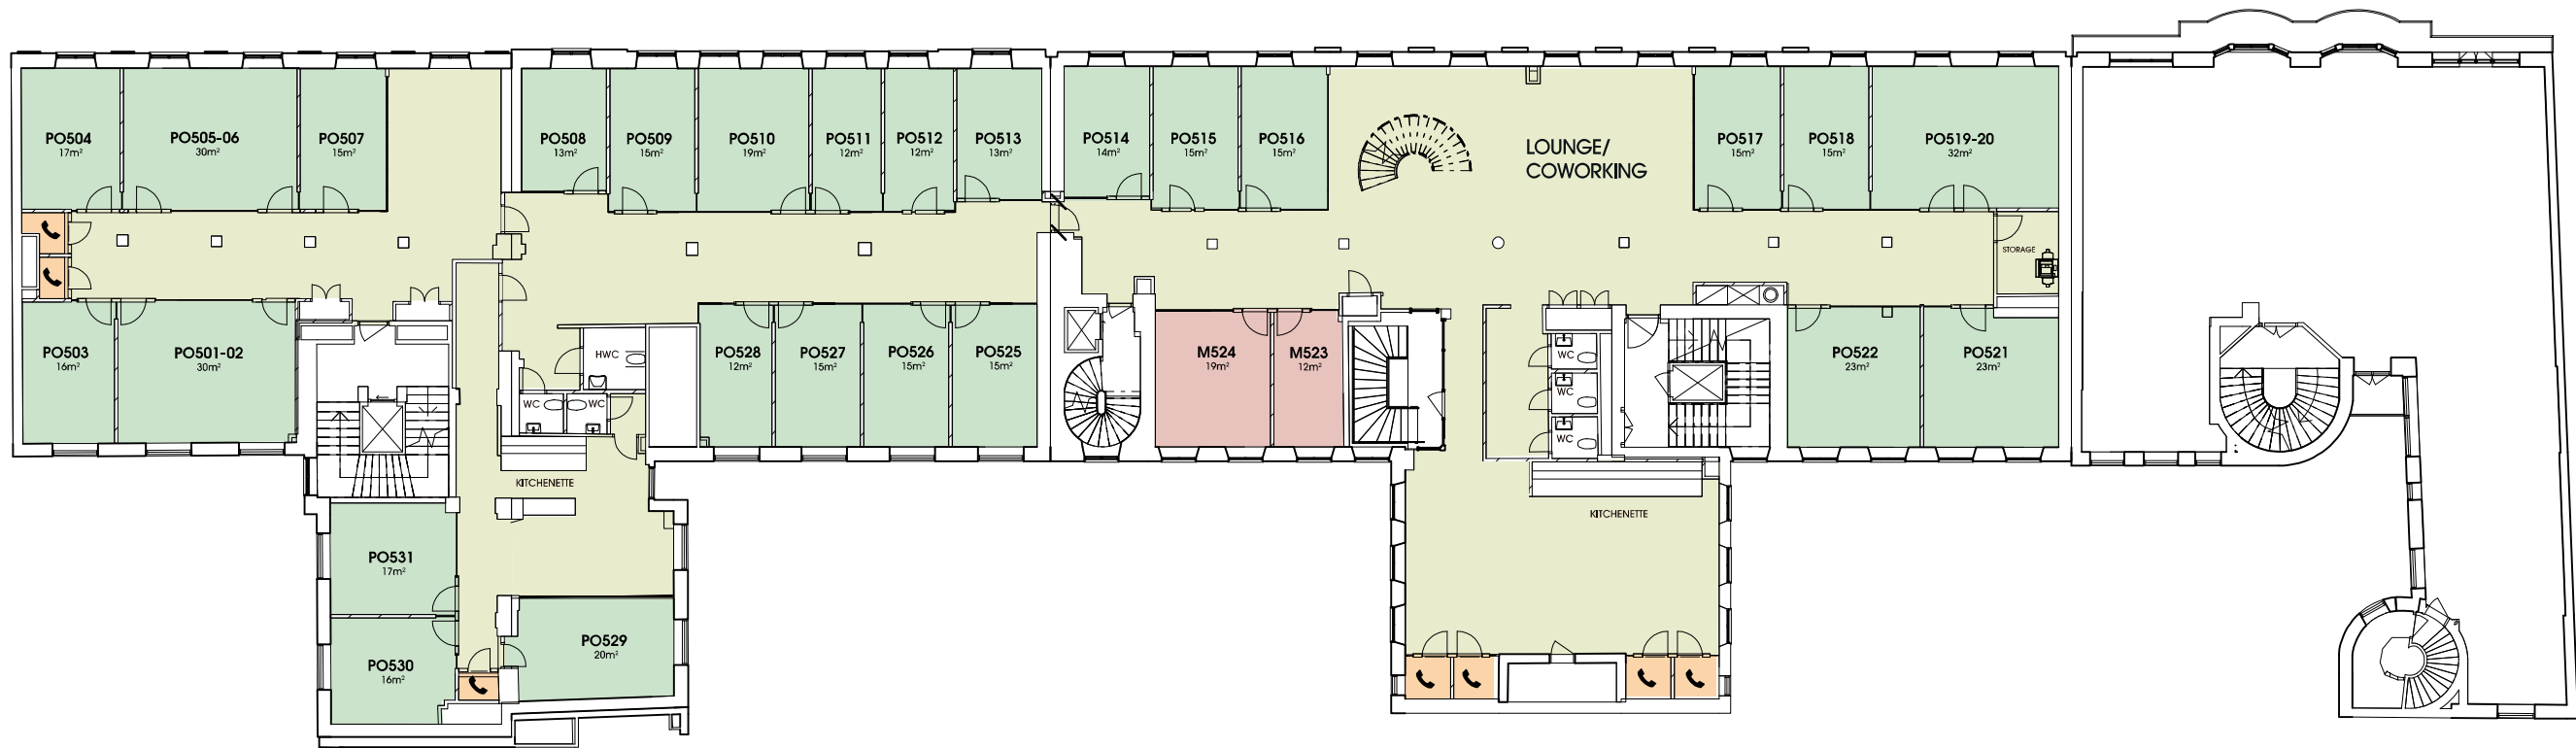 PO504
17m²
PO505-06
30m²
PO507
15m²
PO508
13m²
PO509
15m²
PO510
19m²
PO511
12m²
PO512
12m²
PO513
13m²
PO514
14m²
PO515
15m²
PO516
15m²
LOUNGE/
COWORKING
PO517
15m²
PO518
15m²
PO519-20
32m²
STORAGE
PO503
16m²
PO501-02
30m²
HWC
WC
WC
PO528
12m²
PO527
15m²
PO526
15m²
PO525
15m²
M524
19m²
M523
12m²
WC
WC
WC
PO522
23m²
PO521
23m²
KITCHENETTE
KITCHENETTE
PO531
17m²
PO530
16m²
PO529
20m²